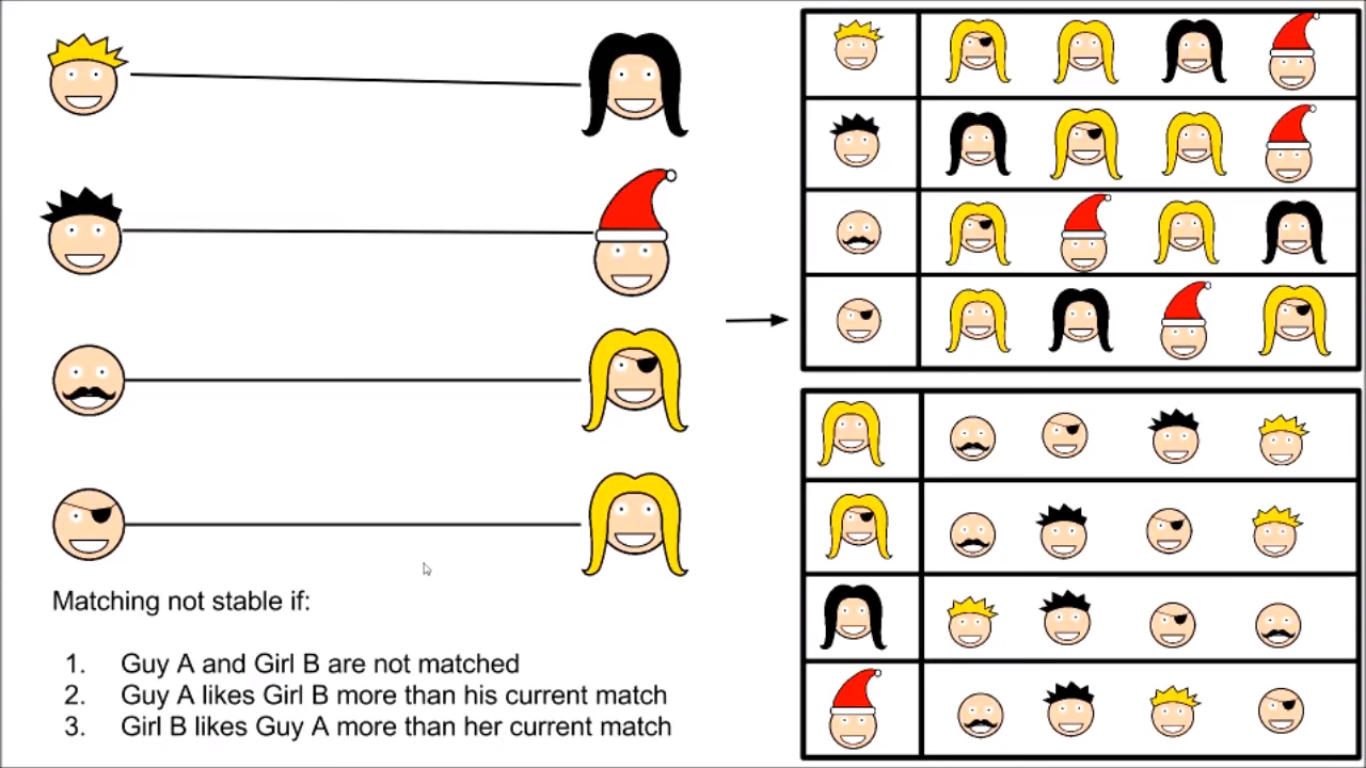 Matching not stable if:
1. Guy A and Girl B are not matched
2. Guy A likes Girl B more than his current match
3. Girl B likes Guy A more than her current match